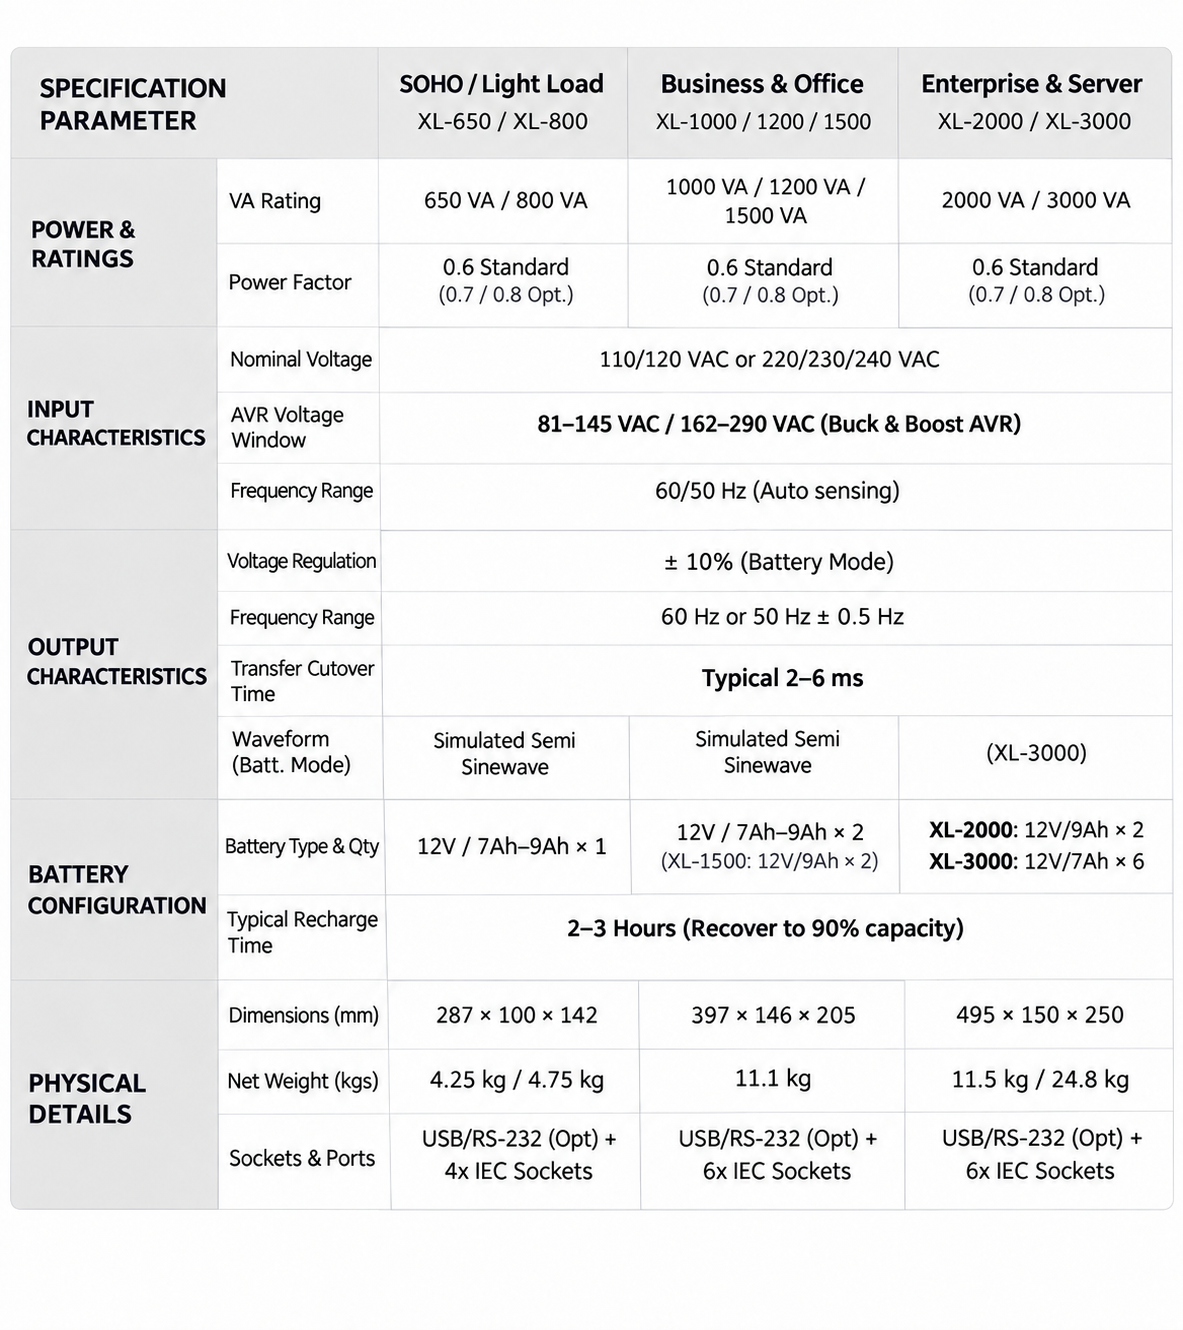 SPECIFICATION
PARAMETER
SOHO / Light Load
XL-650 / XL-800
Business & Office
XL-1000 / 1200 / 1500
Enterprise & Server
XL-2000 / XL-3000
POWER &
RATINGS
VA Rating
650 VA / 800 VA
1000 VA / 1200 VA /
1500 VA
2000 VA / 3000 VA
Power Factor
0.6 Standard
(0.7 / 0.8 Opt.)
0.6 Standard
(0.7 / 0.8 Opt.)
0.6 Standard
(0.7 / 0.8 Opt.)
INPUT
CHARACTERISTICS
Nominal Voltage
110/120 VAC or 220/230/240 VAC
AVR Voltage
Window
81–145 VAC / 162–290 VAC (Buck & Boost AVR)
Frequency Range
60/50 Hz (Auto sensing)
OUTPUT
CHARACTERISTICS
Voltage Regulation
± 10% (Battery Mode)
Frequency Range
60 Hz or 50 Hz ± 0.5 Hz
Transfer Cutover
Time
Typical 2–6 ms
Waveform
(Batt. Mode)
Simulated Semi
Sinewave
Simulated Semi
Sinewave
(XL-3000)
BATTERY
CONFIGURATION
Battery Type & Qty
12V / 7Ah–9Ah × 1
12V / 7Ah–9Ah × 2
(XL-1500: 12V/9Ah × 2)
XL-2000: 12V/9Ah × 2
XL-3000: 12V/7Ah × 6
Typical Recharge
Time
2–3 Hours (Recover to 90% capacity)
PHYSICAL
DETAILS
Dimensions (mm)
287 × 100 × 142
397 × 146 × 205
495 × 150 × 250
Net Weight (kgs)
4.25 kg / 4.75 kg
11.1 kg
11.5 kg / 24.8 kg
Sockets & Ports
USB/RS-232 (Opt) +
4x IEC Sockets
USB/RS-232 (Opt) +
6x IEC Sockets
USB/RS-232 (Opt) +
6x IEC Sockets